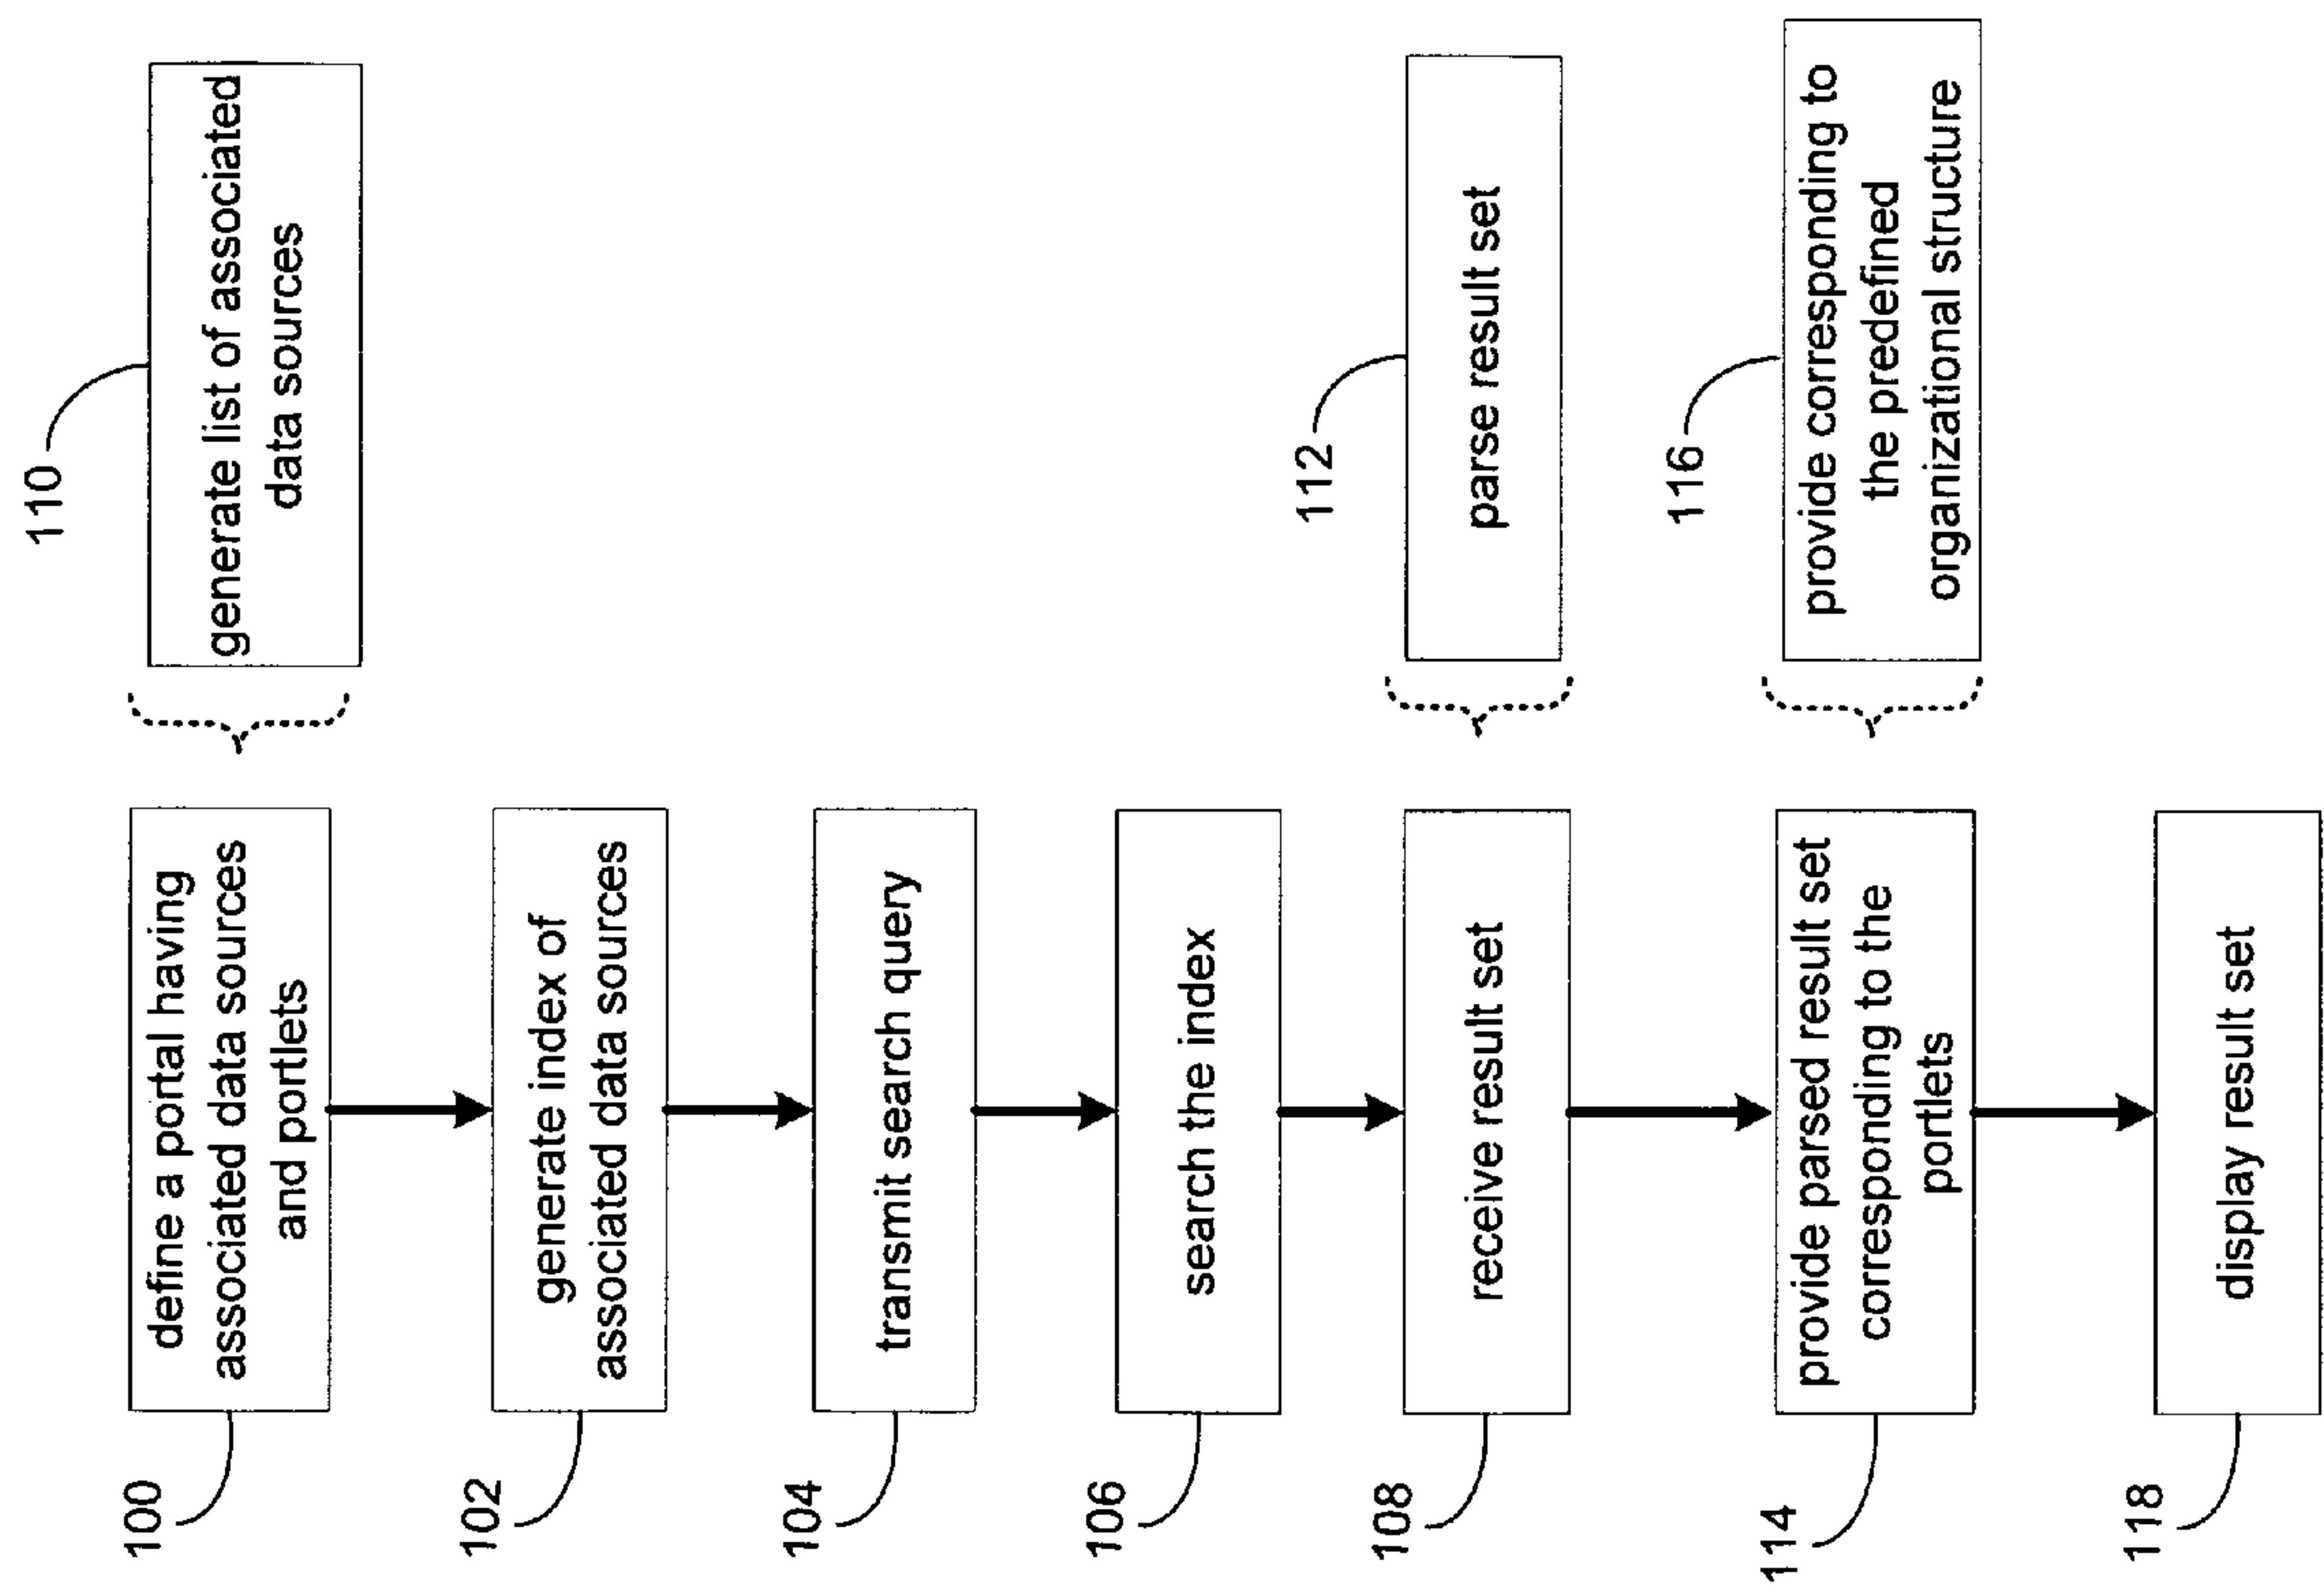 100
define a portal having
associated data sources
and portlets
110
generate list of associated
data sources
102
generate index of
associated data sources
104
transmit search query
106
search the index
108
receive result set
112
parse result set
114
provide parsed result set
corresponding to the
portlets
116
provide corresponding to
the predefined
organizational structure
118
display result set